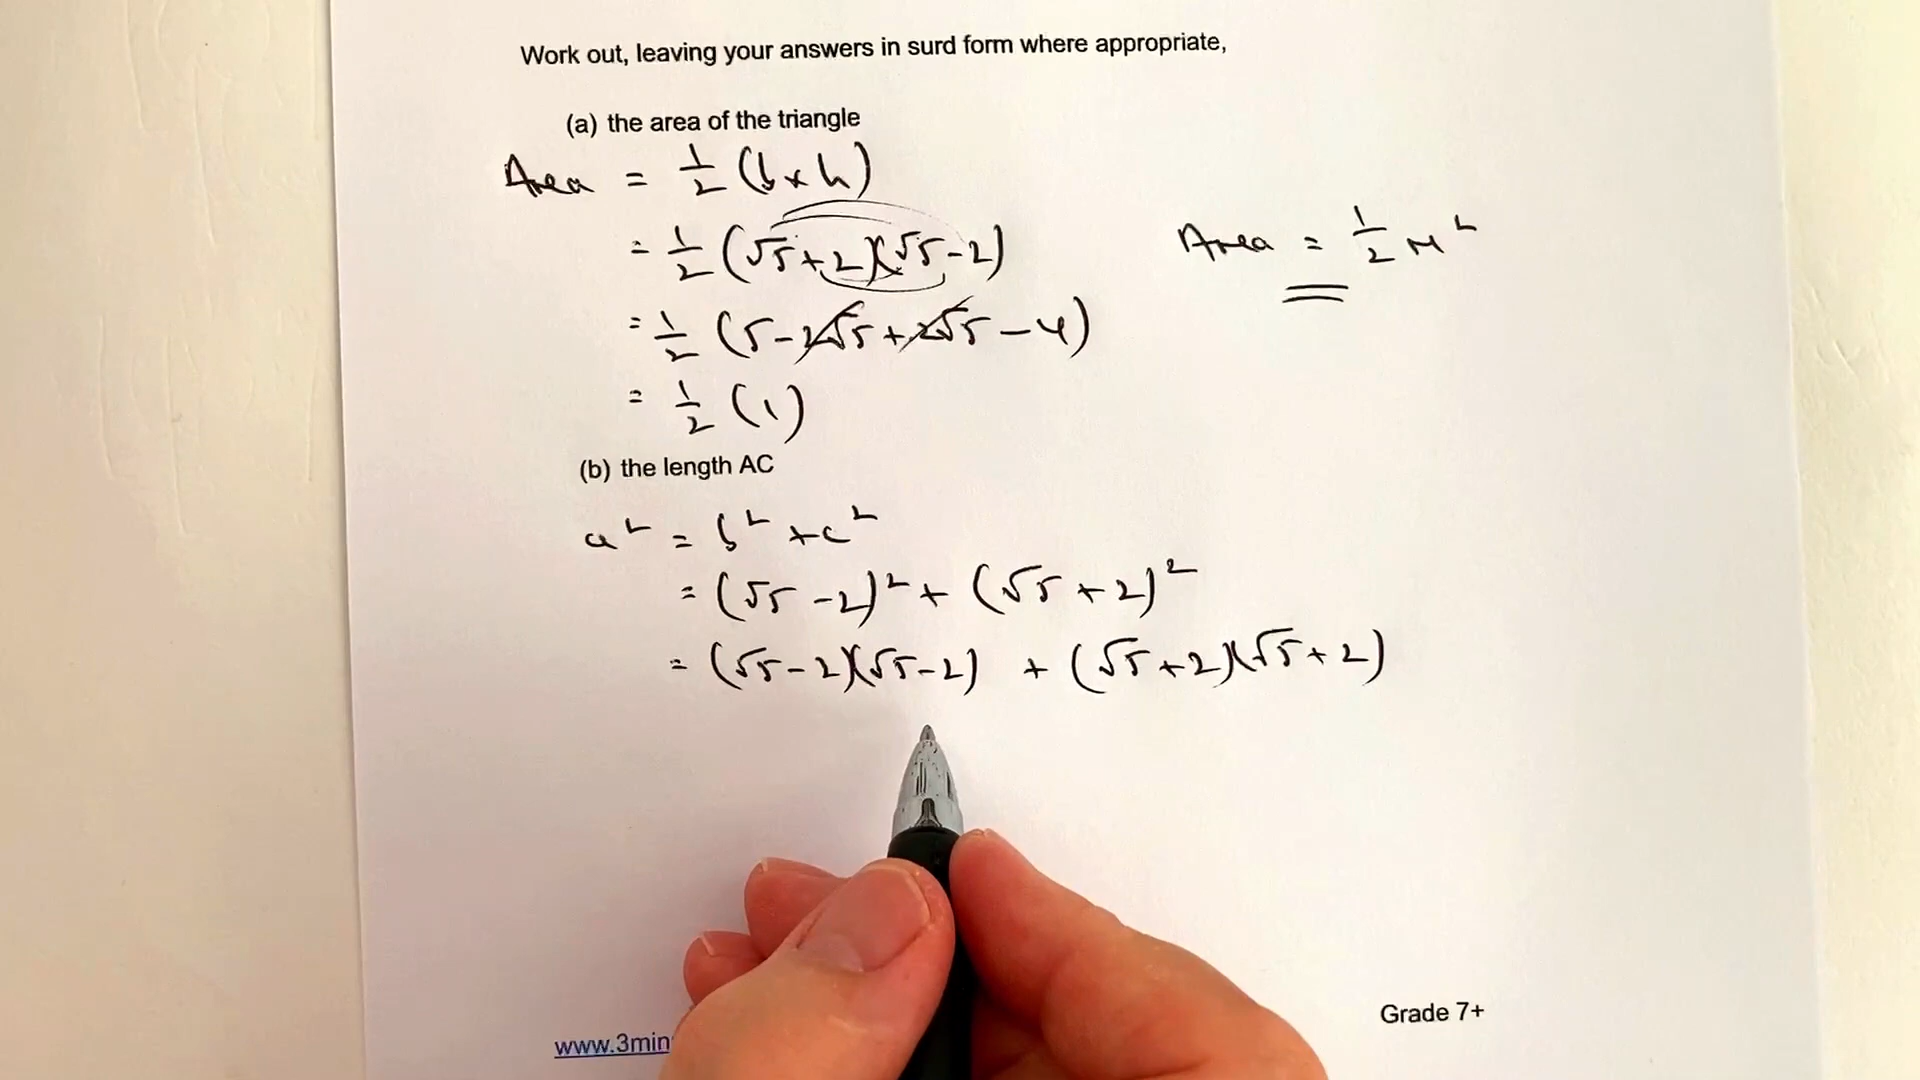 Work out, leaving your answers in surd form where appropriate,
(a) the area of the triangle
Area = 1/2 (b×h)
= 1/2 (√5+2)(√5-2)
Area = 1/2 m²
= 1/2 (5-2√5+2√5-4)
= 1/2 (1)
(b) the length AC
a² = b² + c²
= (√5-2)² + (√5+2)²
= (√5-2)(√5-2) + (√5+2)(√5+2)
Grade 7+
www.3min